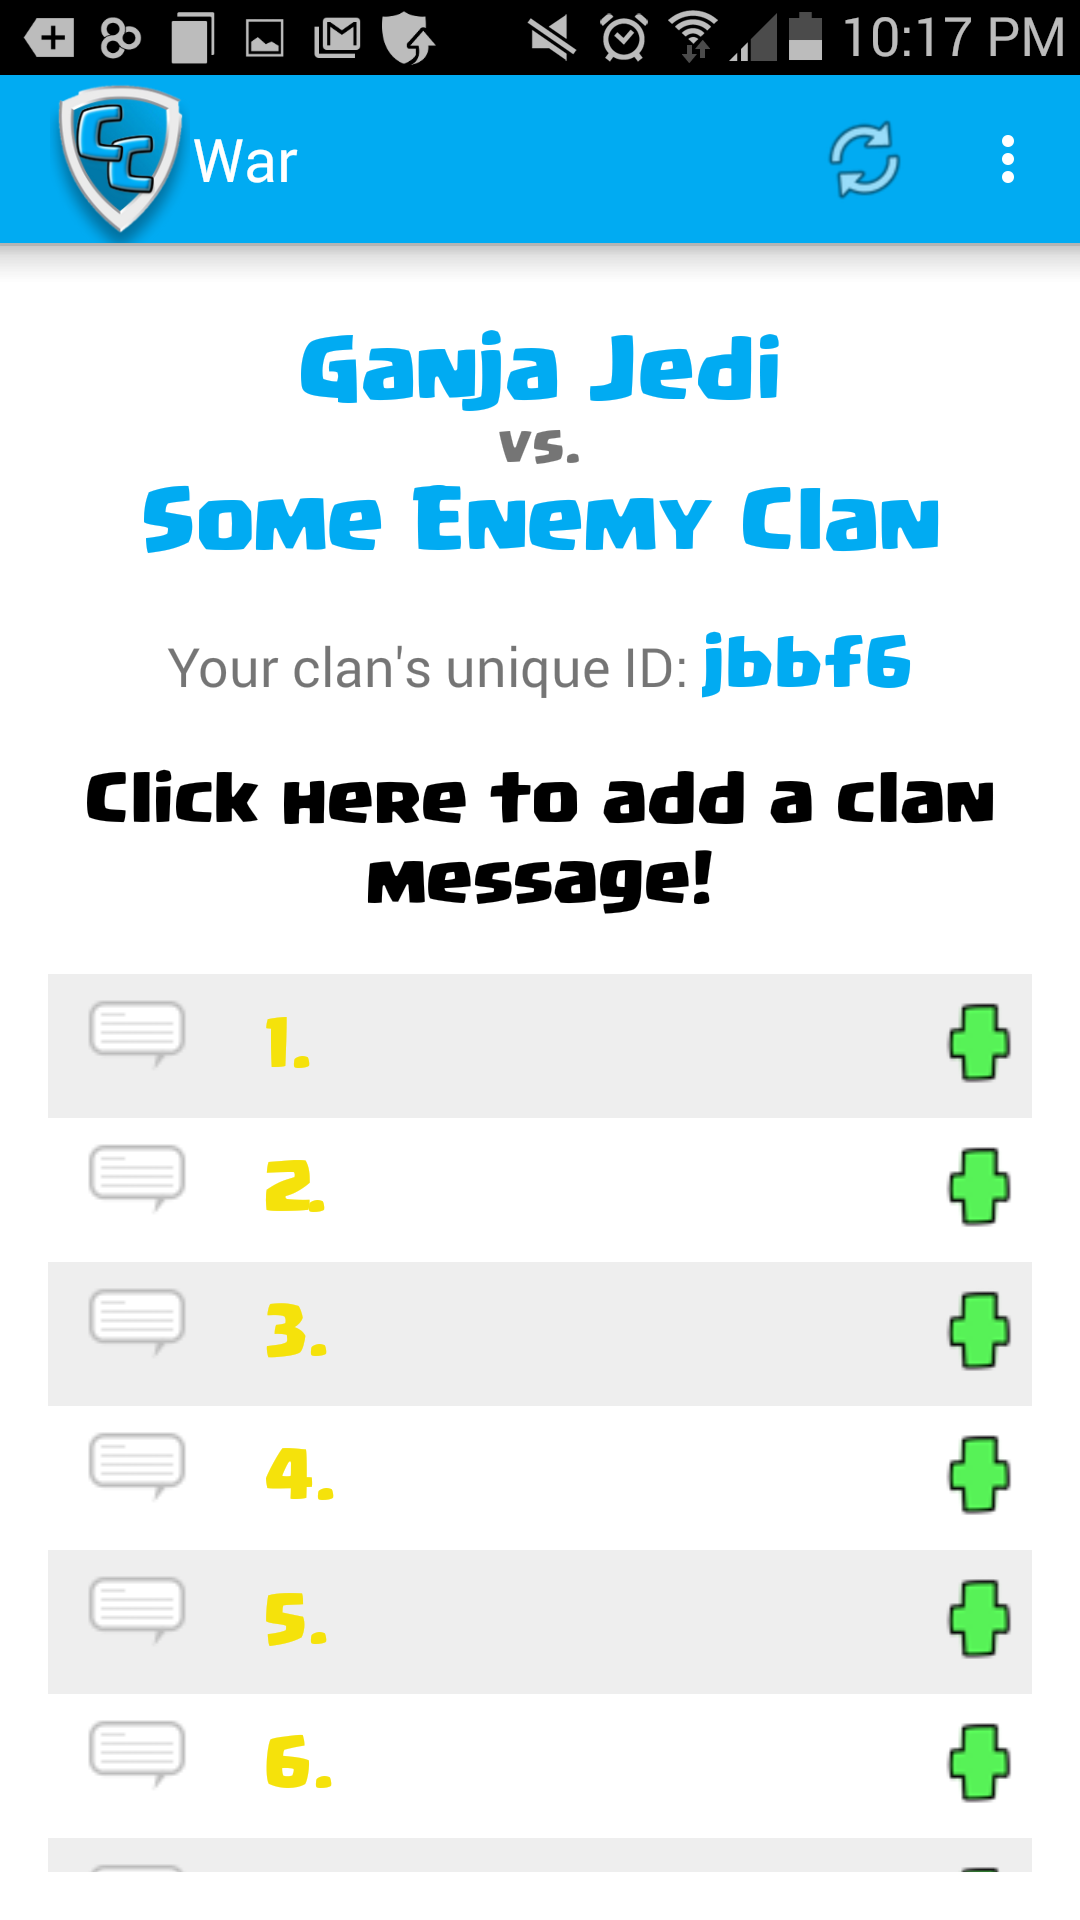 10:17 PM
CC War
Ganja Jedi
vs.
Some Enemy Clan
Your clan's unique ID: jbbf6
Click here to add a clan
message!
1.
2.
3.
4.
5.
6.